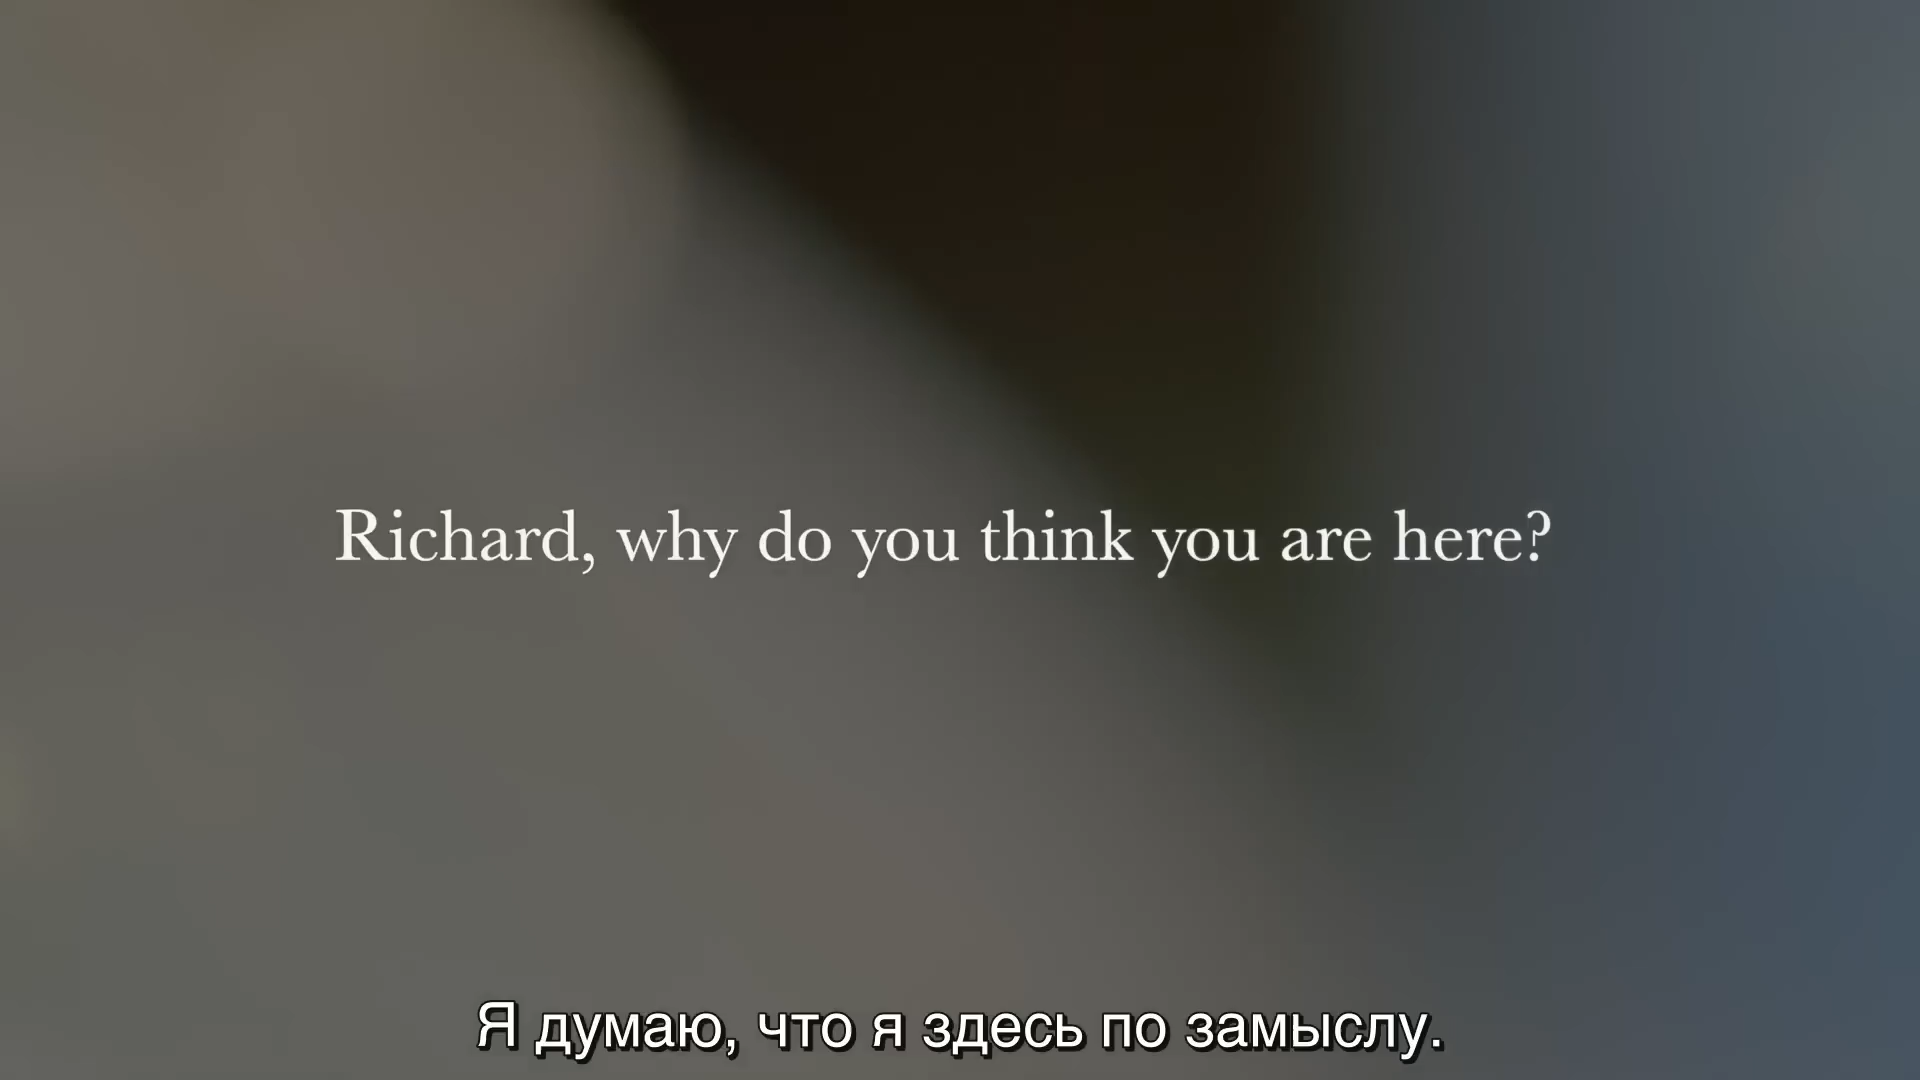 Richard, why do you think you are here?
Я думаю, что я здесь по замыслу.